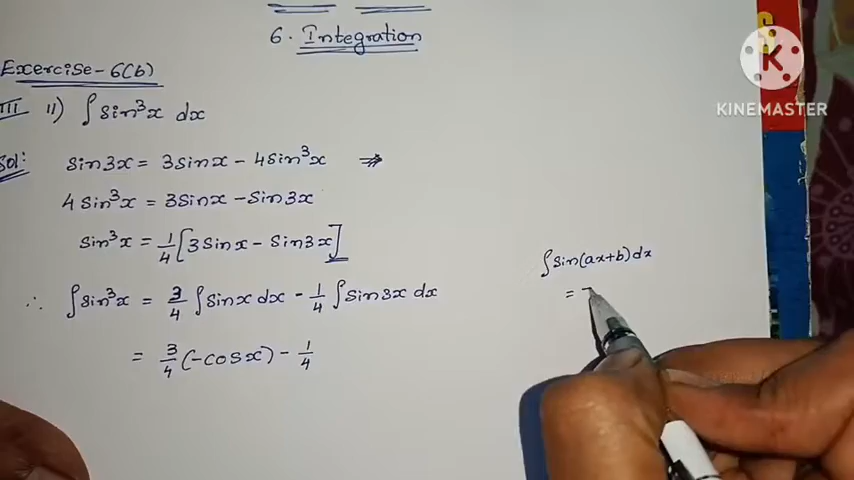 6. Integration
Exercise-6(b)
III 11) ∫ Sin³x dx
Sol: Sin3x = 3Sinx - 4Sin³x ⇒
4Sin³x = 3Sinx - Sin3x
Sin³x = 1/4 [3Sinx - Sin3x]
∴ ∫Sin³x = 3/4 ∫Sinx dx - 1/4 ∫Sin3x dx
= 3/4 (-cosx) - 1/4
∫Sin(ax+b)dx
= -
K
KINEMASTER